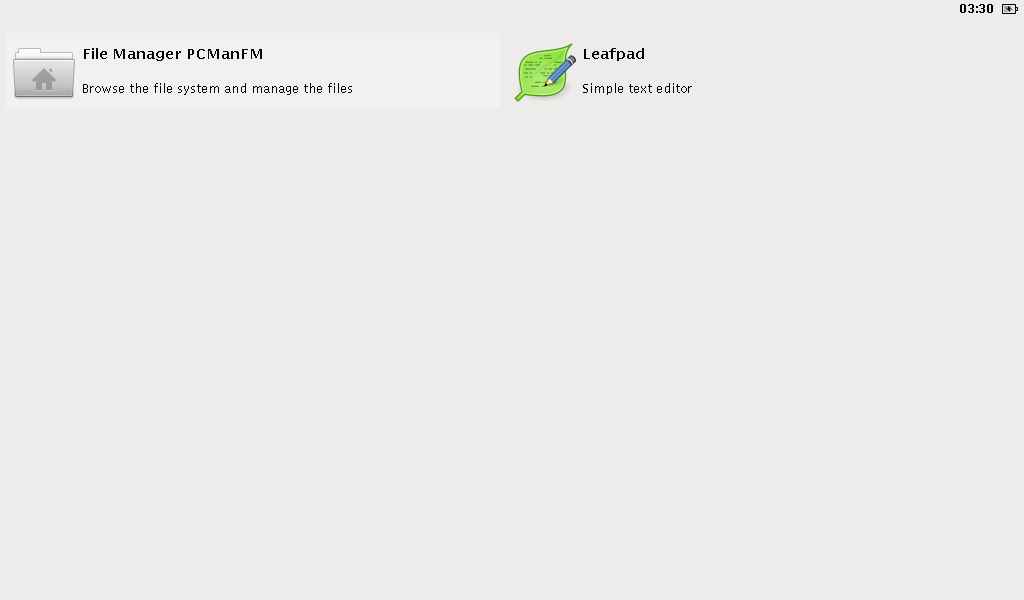 03:30
File Manager PCManFM
Browse the file system and manage the files
Leafpad
Simple text editor